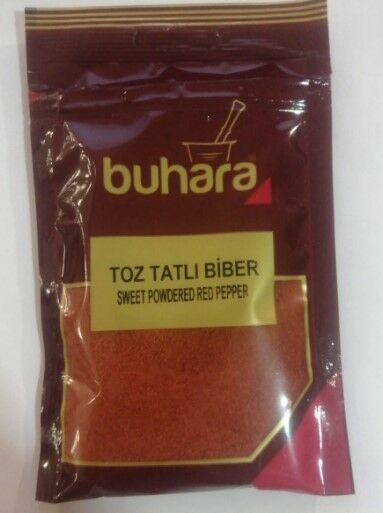 buhara
TOZ TATLI BİBER
SWEET POWDERED RED PEPPER